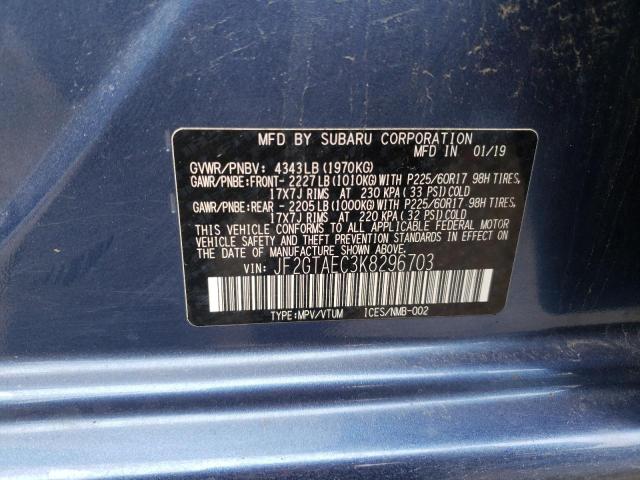 MFD BY SUBARU CORPORATION
MFD IN 01/19
GVWR/PNBV: 4343LB(1970KG)
GAWR/PNBE:FRONT- 2227LB(1010KG)WITH P225/60R17 98H TIRES,
17X7J RIMS AT 230 KPA(33 PSI)COLD
GAWR/PNBE:REAR - 2205LB(1000KG)WITH P225/60R17 98H TIRES,
17X7J RIMS AT 220 KPA(32 PSI)COLD
THIS VEHICLE CONFORMS TO ALL APPLICABLE FEDERAL MOTOR
VEHICLE SAFETY AND THEFT PREVENTION STANDARDS IN EFFECT
ON THE DATE OF MANUFACTURE SHOWN ABOVE.
VIN: JF2GTAEC3K8296703
TYPE:MPV/VTUM ICES/NMB-002